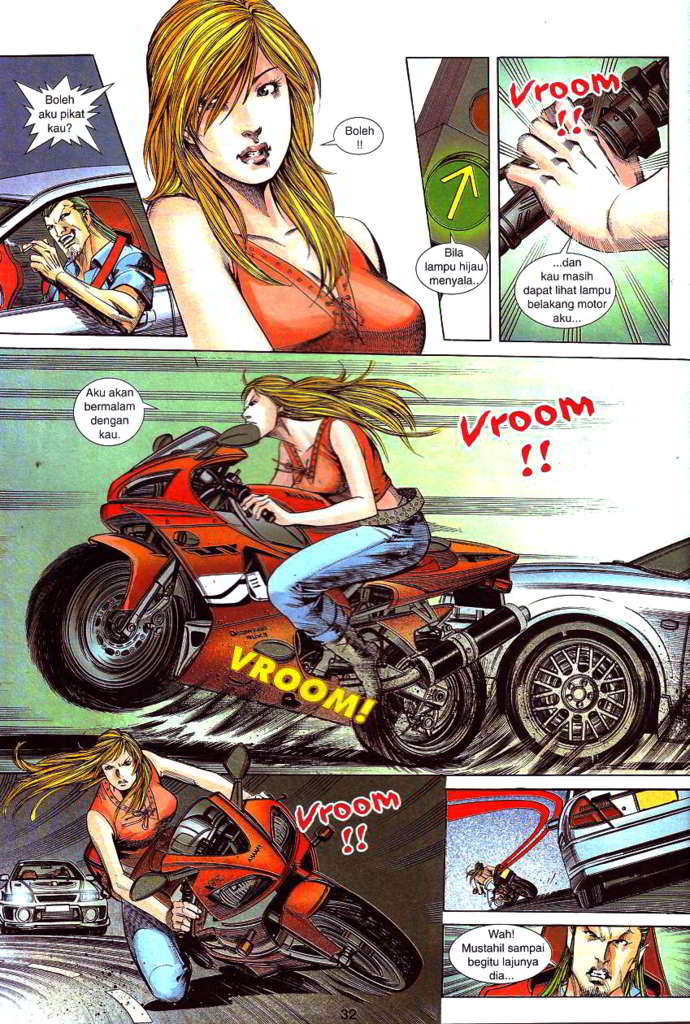 Boleh
aku pikat
kau?
Boleh
!!
Bila
lampu hijau
menyala..
Vroom
!!
...dan
kau masih
dapat lihat lampu
belakang motor
aku...
Aku akan
bermalam
dengan
kau.
Vroom
!!
VROOM!
Vroom
!!
Wah!
Mustahil sampai
begitu lajunya
dia...
32